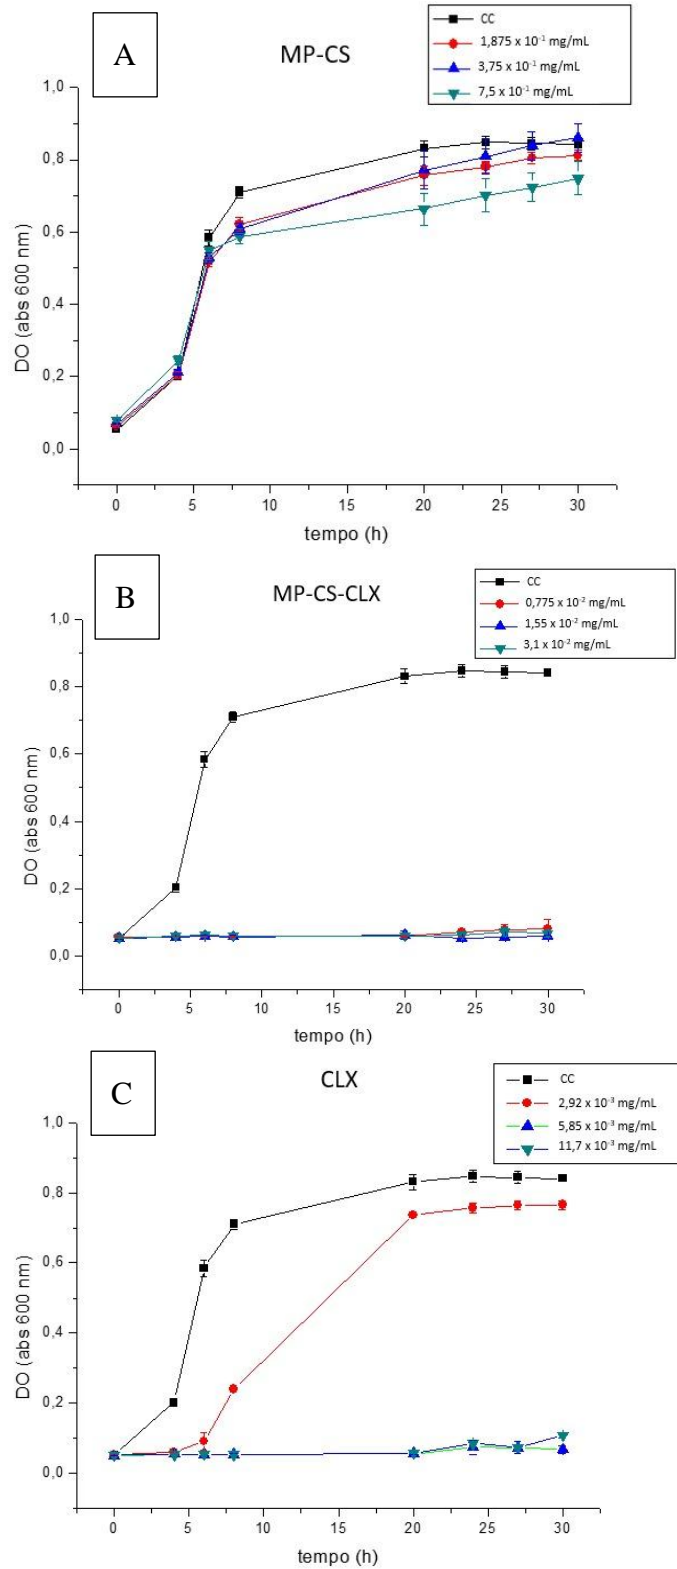 A
MP-CS
CC
1,875 x 10⁻¹ mg/mL
3,75 x 10⁻¹ mg/mL
7,5 x 10⁻¹ mg/mL
1,0
0,8
0,6
0,4
0,2
0,0
DO (abs 600 nm)
0 5 10 15 20 25 30
tempo (h)
B
MP-CS-CLX
CC
0,775 x 10⁻² mg/mL
1,55 x 10⁻² mg/mL
3,1 x 10⁻² mg/mL
1,0
0,8
0,6
0,4
0,2
0,0
DO (abs 600 nm)
0 5 10 15 20 25 30
tempo (h)
C
CLX
CC
2,92 x 10⁻³ mg/mL
5,85 x 10⁻³ mg/mL
11,7 x 10⁻³ mg/mL
1,0
0,8
0,6
0,4
0,2
0,0
DO (abs 600 nm)
0 5 10 15 20 25 30
tempo (h)